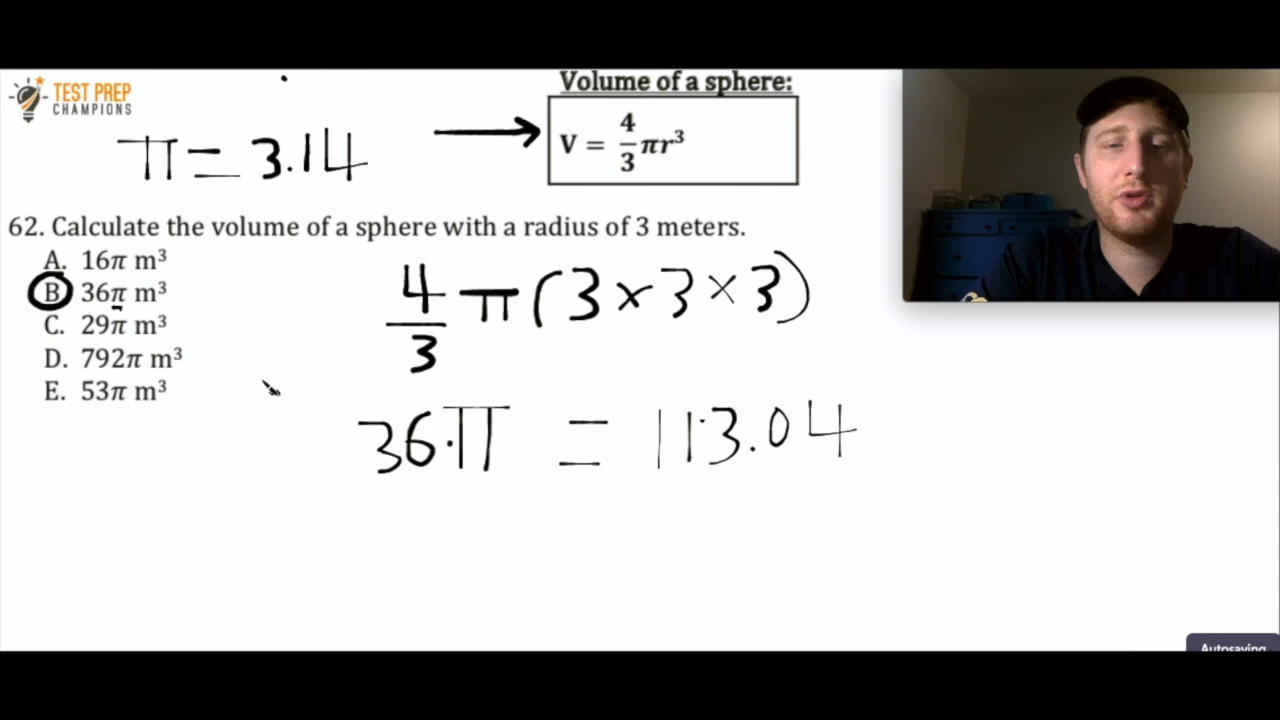 TEST PREP
CHAMPIONS
π = 3.14
Volume of a sphere:
V = 4/3 πr³
62. Calculate the volume of a sphere with a radius of 3 meters.
A. 16π m³
B. 36π m³
C. 29π m³
D. 792π m³
E. 53π m³
4/3 π (3 × 3 × 3)
36·π = 113.04
Autosaving